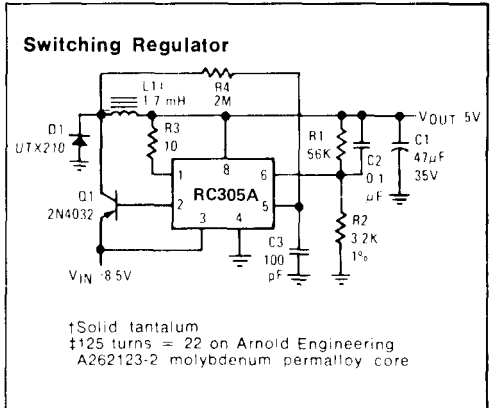 Switching Regulator
L1‡
1.7 mH
R4
2M
D1
UTX210
R3
10
R1
56K
C2
0.1
µF
C1
47µF
35V
VOUT 5V
1
8
6
RC305A
2
3
4
5
Q1
2N4032
R2
3.2K
1%
C3
100
pF
VIN 8.5V
†Solid tantalum
‡125 turns = 22 on Arnold Engineering
A262123-2 molybdenum permalloy core